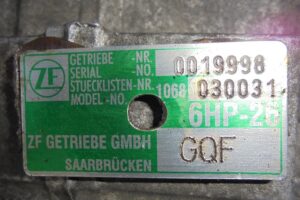 ZF
GETRIEBE -NR.
SERIAL -NO. 0019998
STUECKLISTEN-NR. 030031
MODEL-NO. 1068
6HP-26
ZF GETRIEBE GMBH GQF
SAARBRÜCKEN